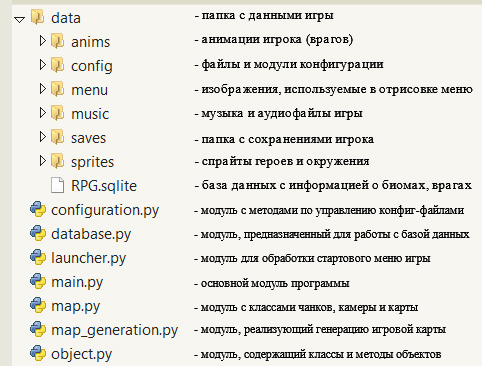 data - папка с данными игры
anims - анимации игрока (врагов)
config - файлы и модули конфигурации
menu - изображения, используемые в отрисовке меню
music - музыка и аудиофайлы игры
saves - папка с сохранениями игрока
sprites - спрайты героев и окружения
RPG.sqlite - база данных с информацией о биомах, врагах
configuration.py - модуль с методами по управлению конфиг-файлами
database.py - модуль, предназначенный для работы с базой данных
launcher.py - модуль для обработки стартового меню игры
main.py - основной модуль программы
map.py - модуль с классами чанков, камеры и карты
map_generation.py - модуль, реализующий генерацию игровой карты
object.py - модуль, содержащий классы и методы объектов